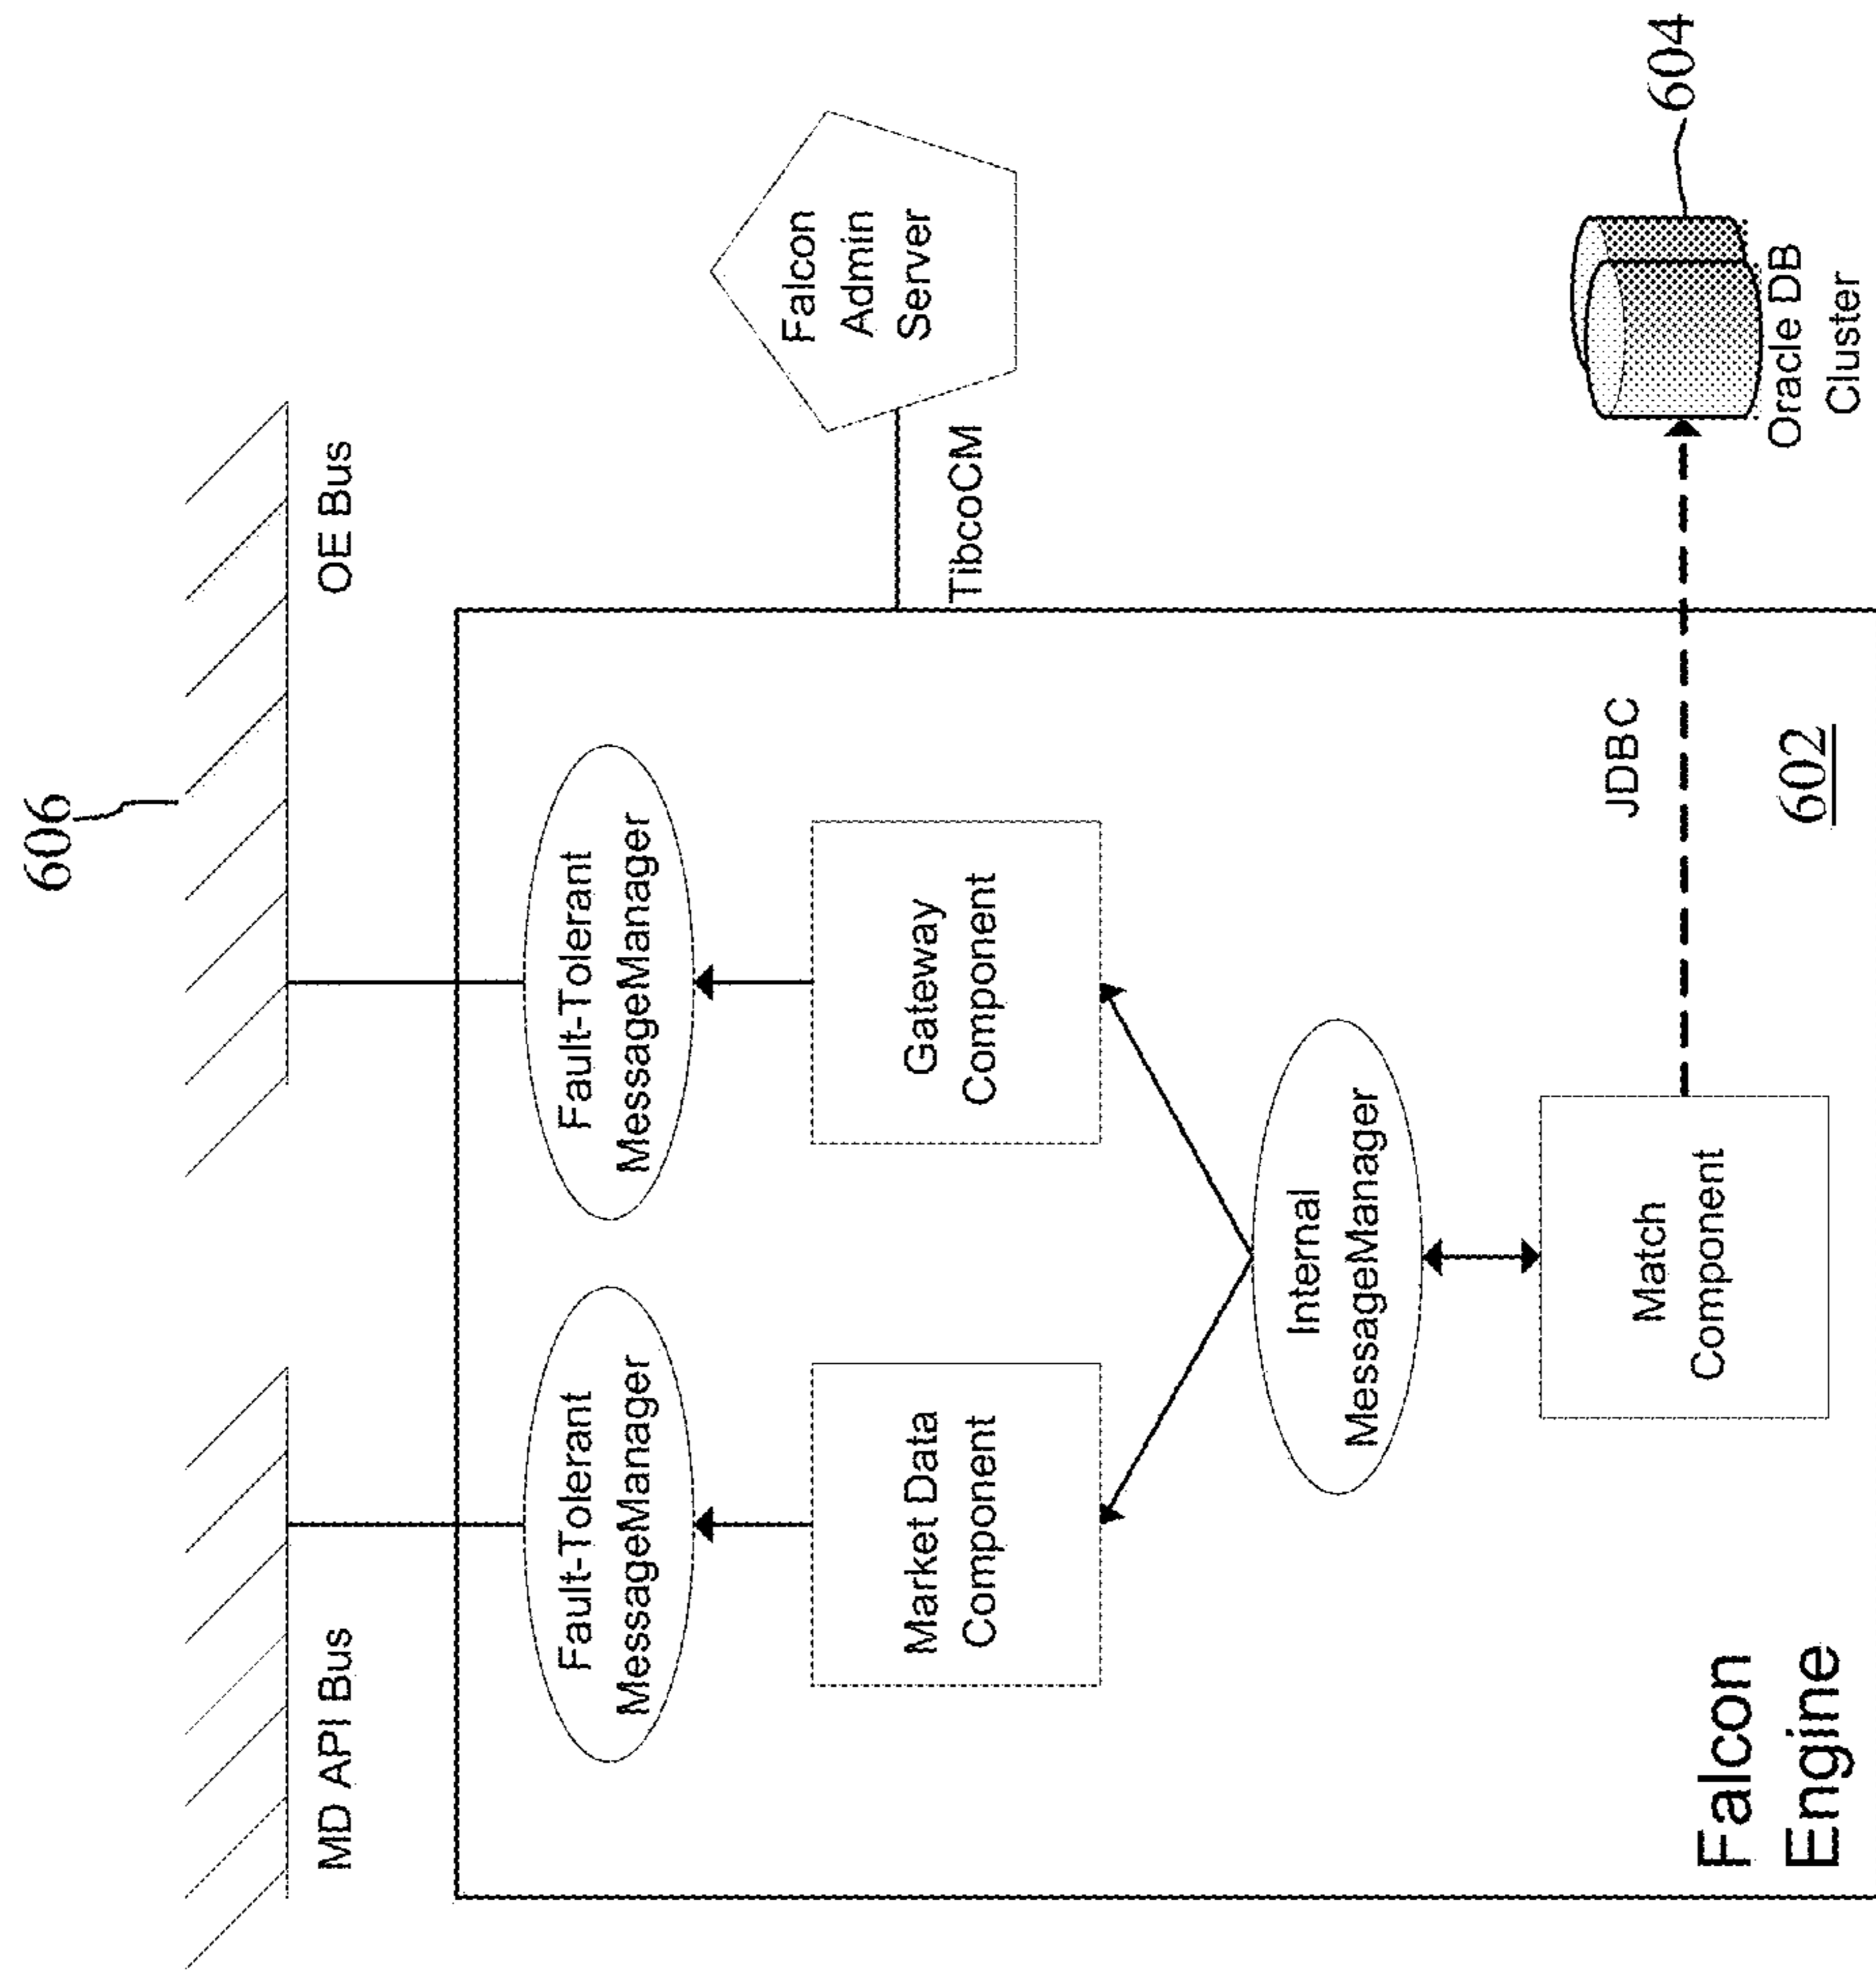 606
MD API Bus
OE Bus
Fault-Tolerant
MessageManager
Fault-Tolerant
MessageManager
Market Data
Component
Gateway
Component
Falcon
Admin
Server
TibcoCM
Internal
MessageManager
Match
Component
JDBC
604
Oracle DB
Cluster
Falcon
Engine
602